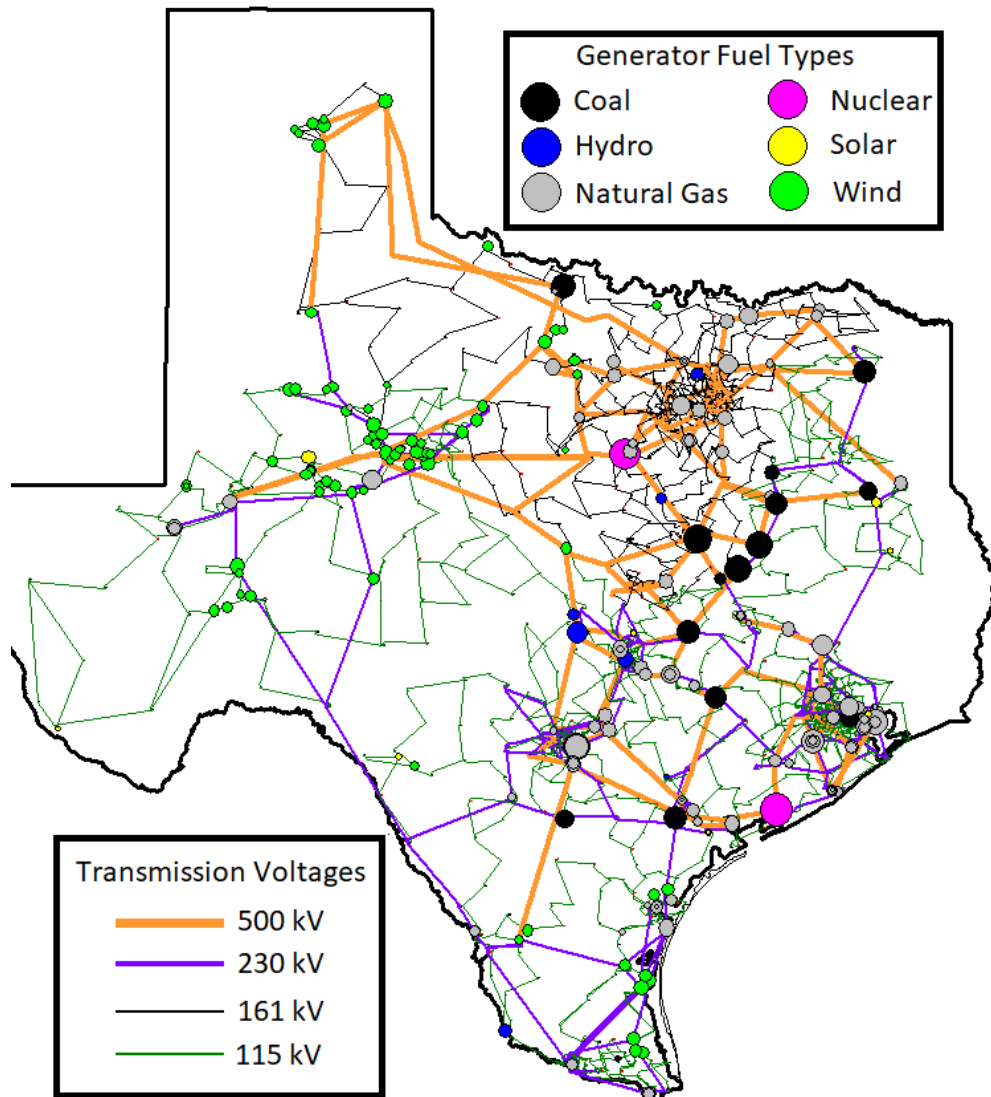 Generator Fuel Types
Coal
Nuclear
Hydro
Solar
Natural Gas
Wind
Transmission Voltages
500 kV
230 kV
161 kV
115 kV